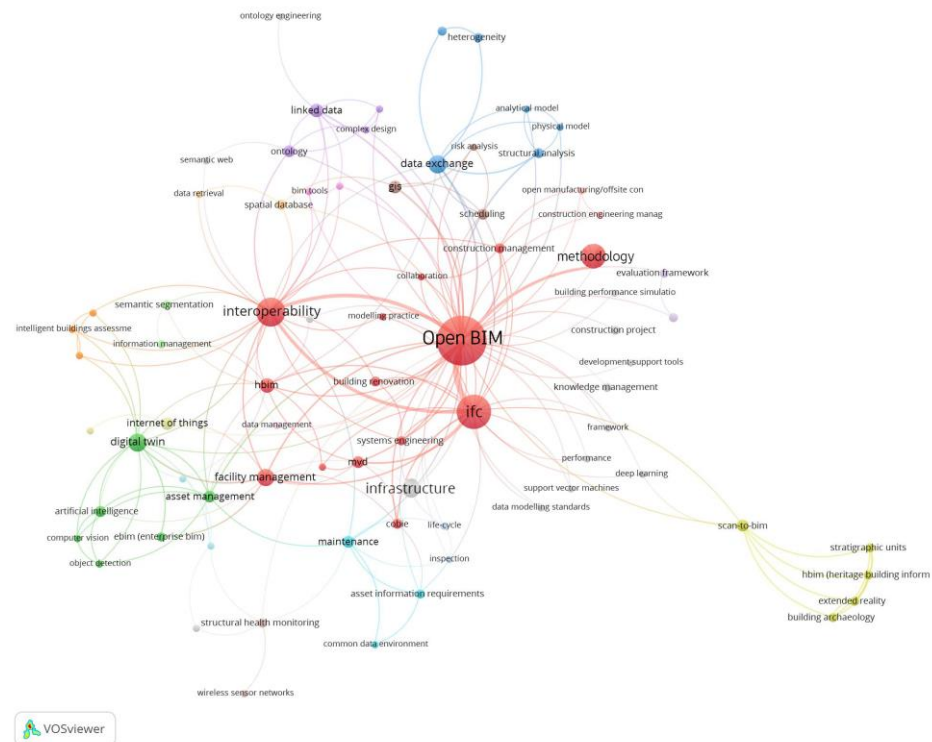 ontology engineering
heterogeneity
linked data
analytical model
complex design
physical model
risk analysis
ontology
structural analysis
semantic web
data exchange
gis
bim tools
open manufacturing/offsite con
data retrieval
spatial database
scheduling
construction engineering manag
construction management
methodology
collaboration
evaluation framework
building performance simulatio
semantic segmentation
interoperability
modelling practice
intelligent buildings assessme
construction project
Open BIM
information management
development support tools
hbim
building renovation
knowledge management
ifc
internet of things
data management
framework
digital twin
systems engineering
performance
mvd
deep learning
facility management
infrastructure
support vector machines
asset management
data modelling standards
artificial intelligence
cobie
life-cycle
scan-to-bim
computer vision
ebim (enterprise bim)
maintenance
stratigraphic units
object detection
inspection
hbim (heritage building inform
asset information requirements
extended reality
building archaeology
structural health monitoring
common data environment
wireless sensor networks
VOSviewer